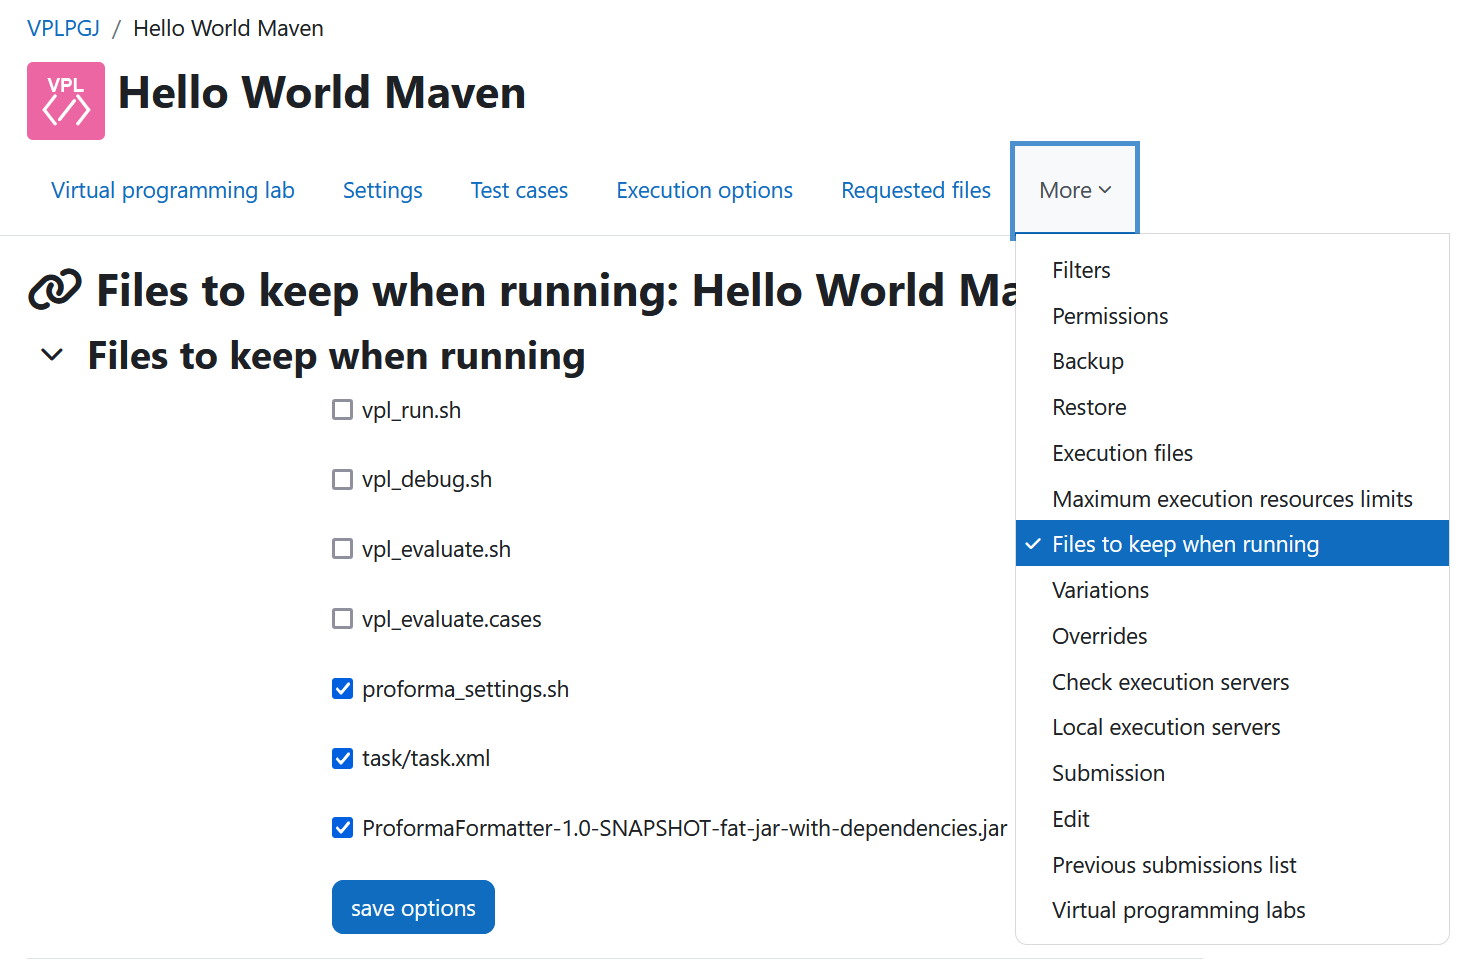 VPLPGJ / Hello World Maven
VPL
Hello World Maven
Virtual programming lab Settings Test cases Execution options Requested files More
Files to keep when running: Hello World Ma
Files to keep when running
vpl_run.sh
vpl_debug.sh
vpl_evaluate.sh
vpl_evaluate.cases
proforma_settings.sh
task/task.xml
ProformaFormatter-1.0-SNAPSHOT-fat-jar-with-dependencies.jar
save options
Filters
Permissions
Backup
Restore
Execution files
Maximum execution resources limits
Files to keep when running
Variations
Overrides
Check execution servers
Local execution servers
Submission
Edit
Previous submissions list
Virtual programming labs